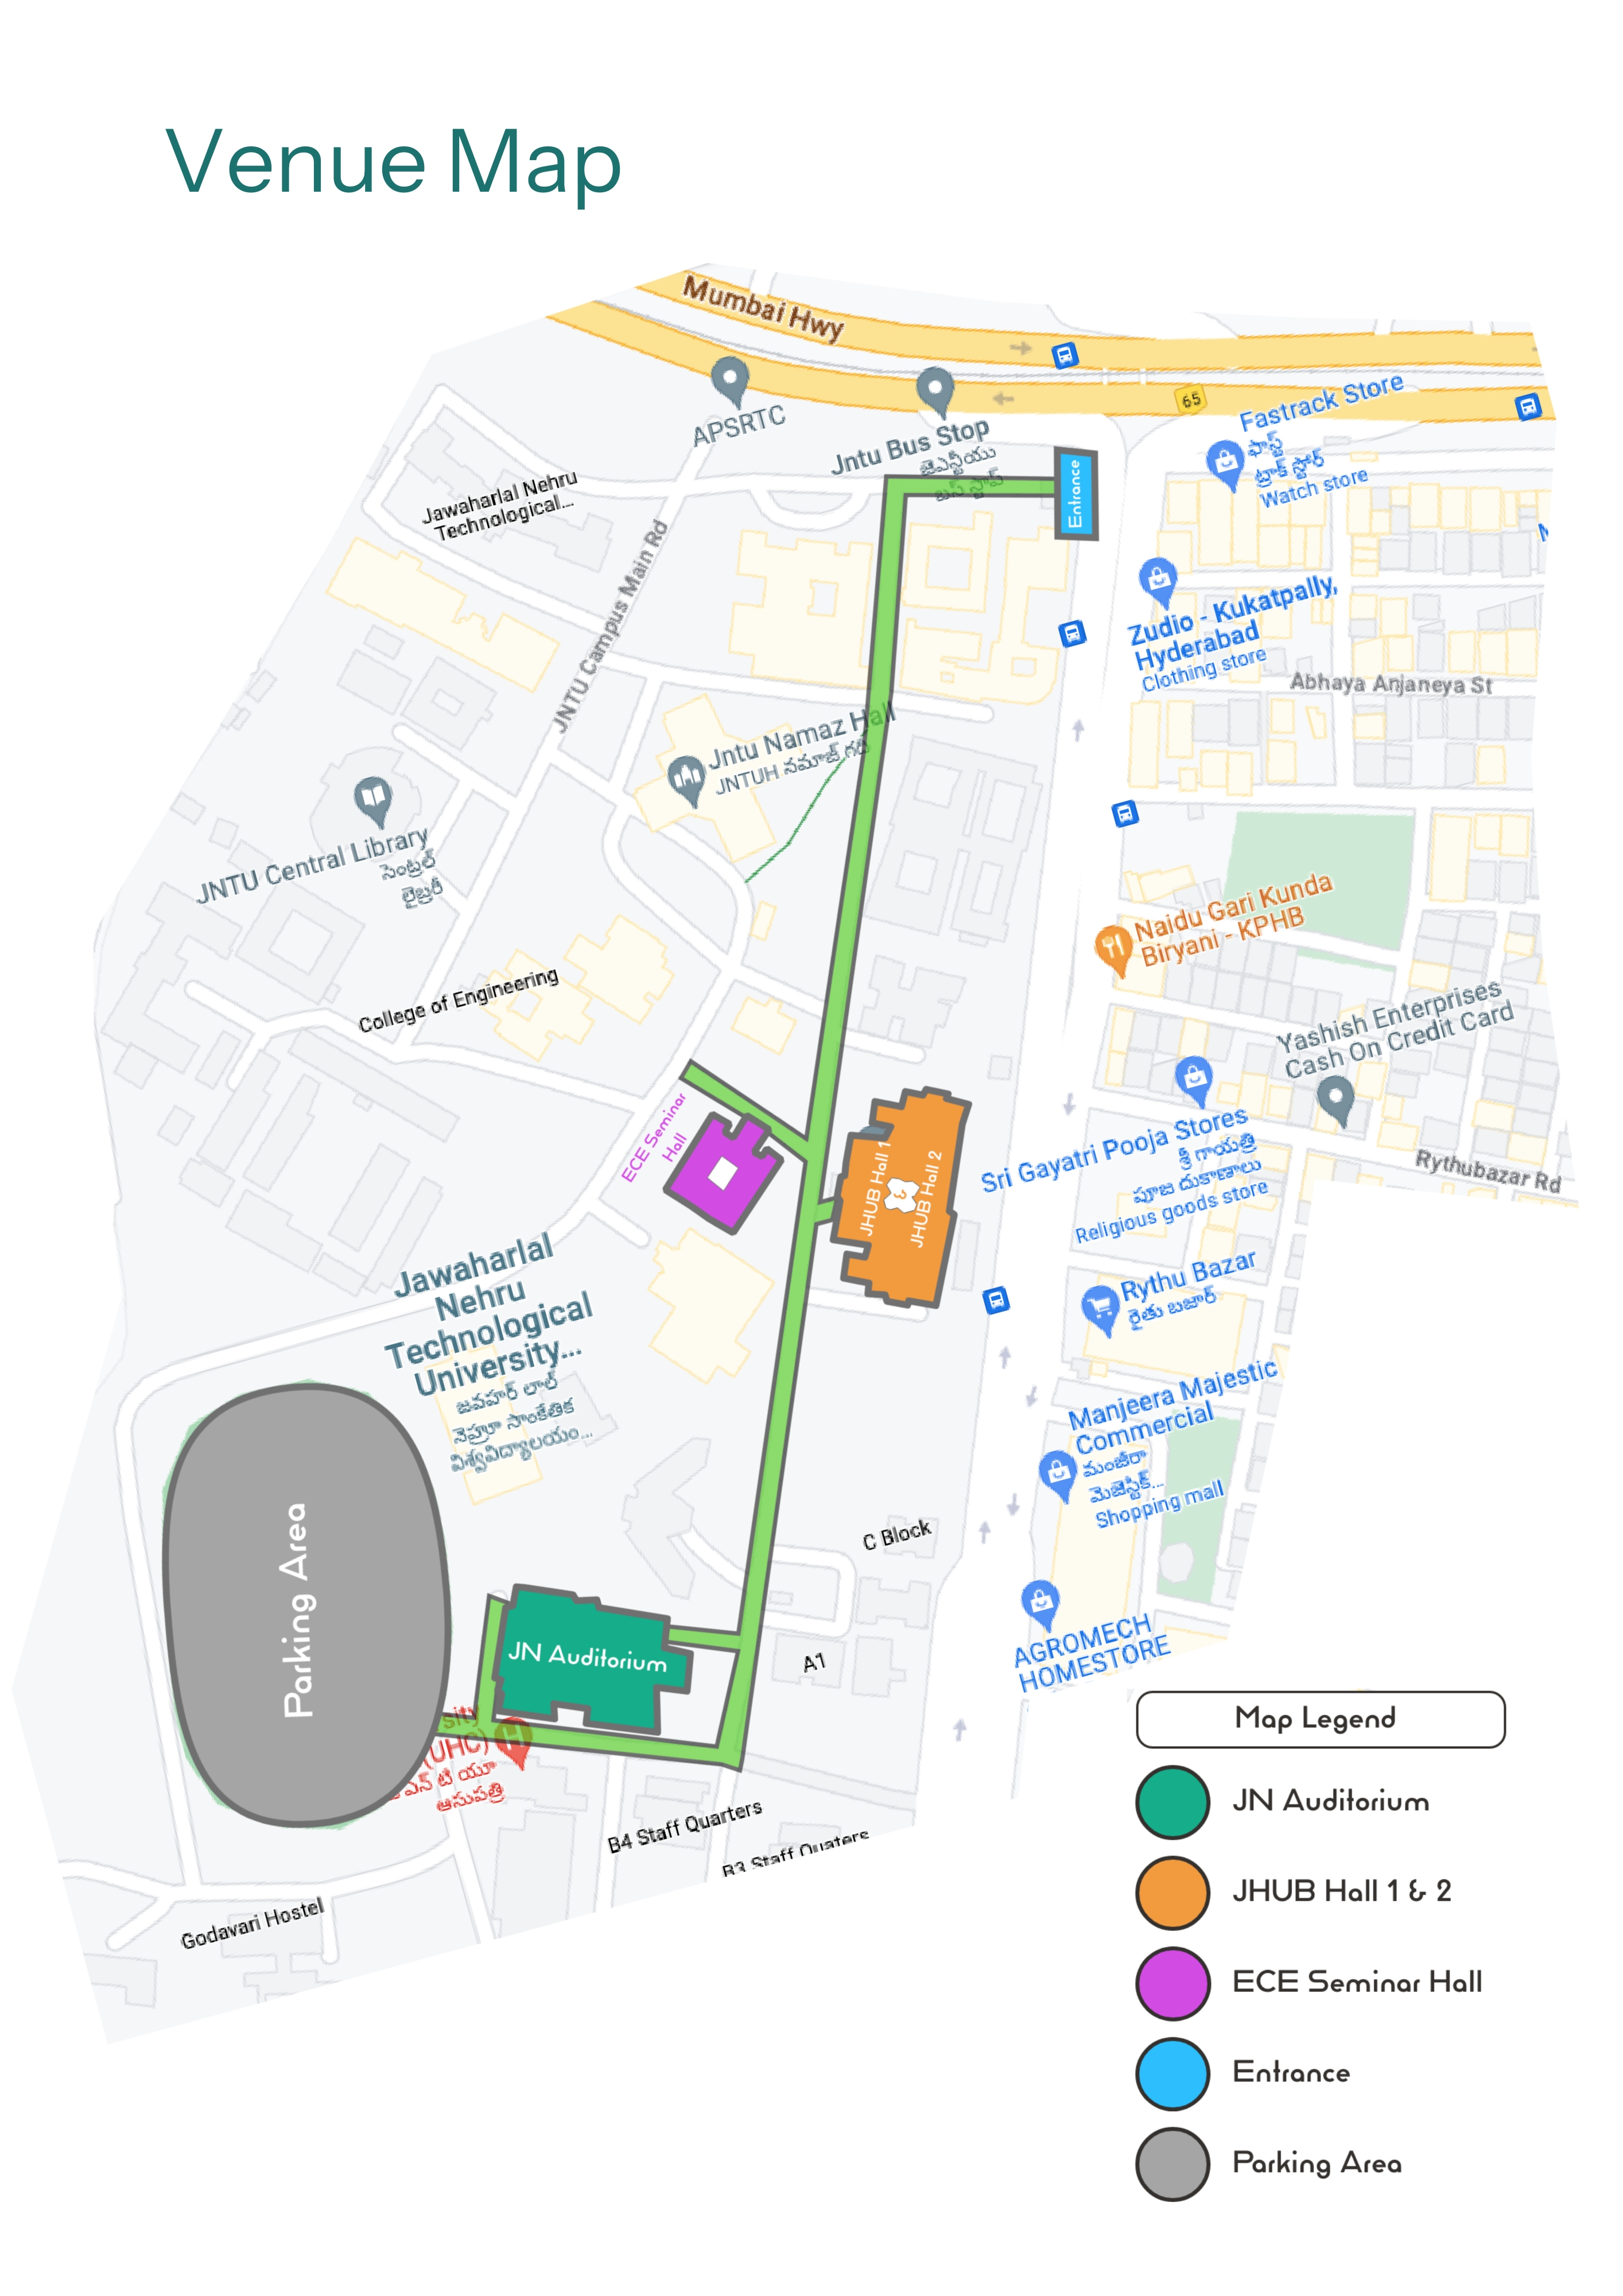 Venue Map
Mumbai Hwy
65
APSRTC
Jntu Bus Stop
జెఎన్టీయు
బస్ స్టాప్
Entrance
Fastrack Store
ఫాస్ట్
ట్రాక్ స్టోర్
Watch store
Jawaharlal Nehru
Technological...
JNTU Campus Main Rd
Zudio - Kukatpally,
Hyderabad
Clothing store
Abhaya Anjaneya St
Jntu Namaz Hall
JNTUH నమాజ్ గది
JNTU Central Library
సెంట్రల్
లైబ్రరీ
Naidu Gari Kunda
Biryani - KPHB
College of Engineering
Yashish Enterprises
Cash On Credit Card
ECE Seminar
Hall
JHUB Hall 1
&
JHUB Hall 2
Sri Gayatri Pooja Stores
శ్రీ గాయత్రి
పూజ దుకాణాలు
Religious goods store
Rythubazar Rd
Rythu Bazar
రైతు బజార్
Jawaharlal
Nehru
Technological
University...
జవహర్ లాల్
నెహ్రూ సాంకేతిక
విశ్వవిద్యాలయం...
Manjeera Majestic
Commercial
మంజీరా
మెజెస్టిక్...
Shopping mall
Parking Area
C Block
JN Auditorium
A1
AGROMECH
HOMESTORE
sity
(UHC)
H
ఎన్ టి యూ
ఆసుపత్రి
B4 Staff Quarters
B3 Staff Quaters
Godavari Hostel
Map Legend
JN Auditorium
JHUB Hall 1 & 2
ECE Seminar Hall
Entrance
Parking Area